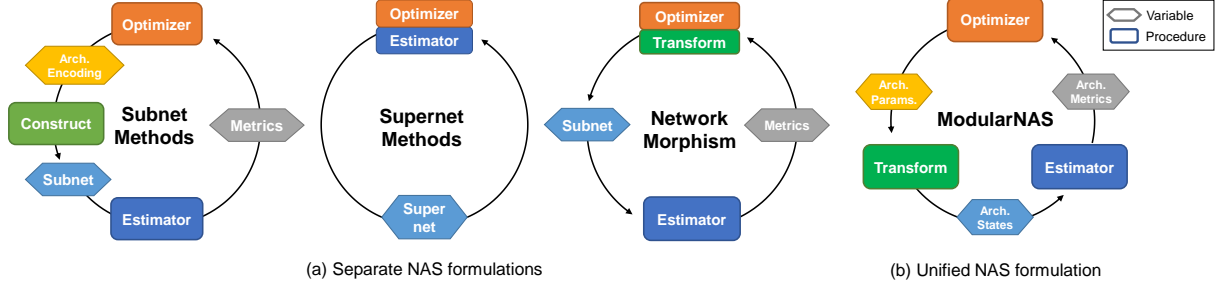 Optimizer
Arch.
Encoding
Construct
Subnet
Methods
Metrics
Subnet
Estimator
Optimizer
Estimator
Supernet
Methods
Super
net
Optimizer
Transform
Subnet
Network
Morphism
Metrics
Estimator
(a) Separate NAS formulations
Optimizer
Arch.
Params.
Arch.
Metrics
ModularNAS
Transform
Estimator
Arch.
States
(b) Unified NAS formulation
Variable
Procedure